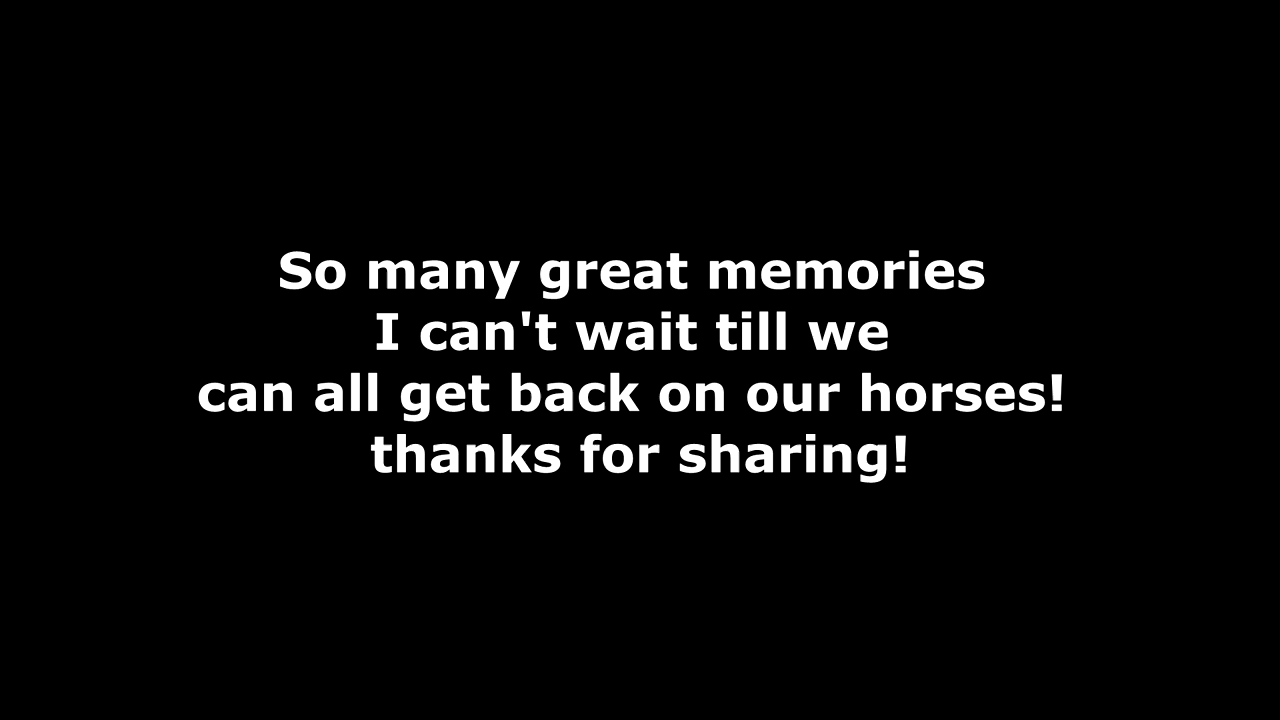 So many great memories
I can't wait till we
can all get back on our horses!
thanks for sharing!